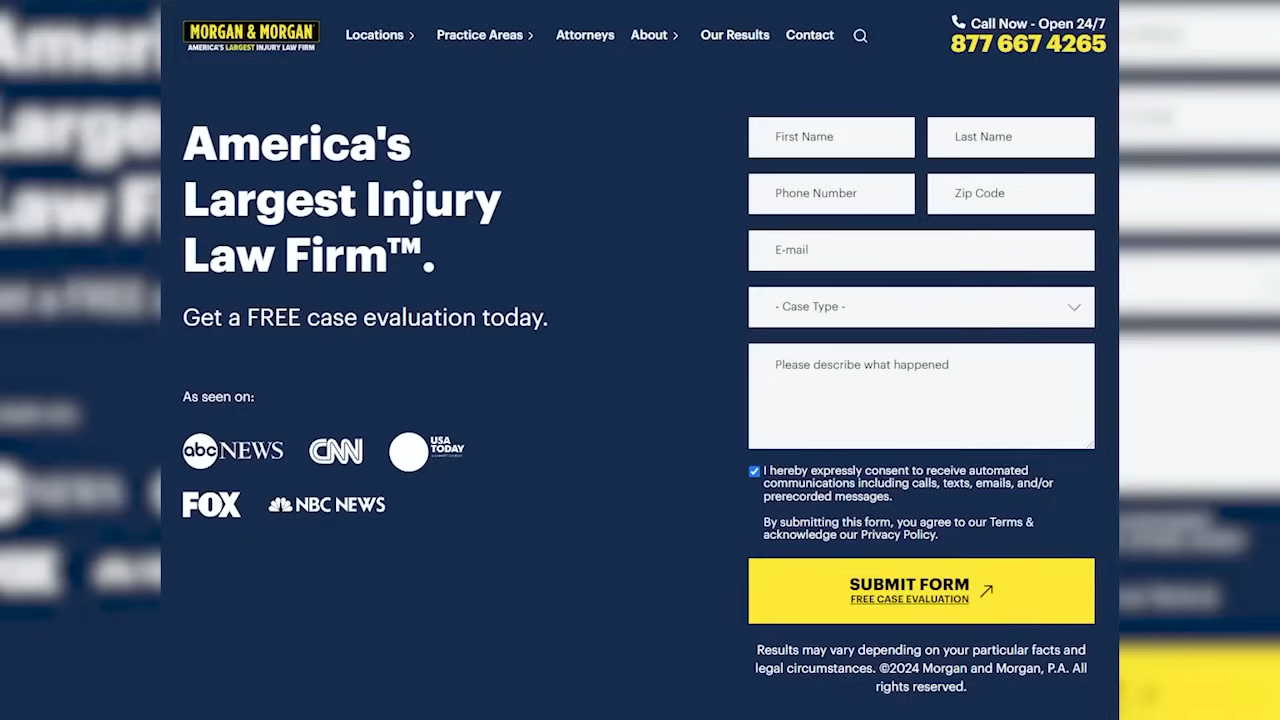 MORGAN & MORGAN
AMERICA'S LARGEST INJURY LAW FIRM
Locations
Practice Areas
Attorneys
About
Our Results
Contact
Call Now - Open 24/7
877 667 4265
America's
Largest Injury
Law Firm™.
Get a FREE case evaluation today.
As seen on:
abc NEWS
CNN
USA
TODAY
FOX
NBC NEWS
First Name
Last Name
Phone Number
Zip Code
E-mail
- Case Type -
Please describe what happened
I hereby expressly consent to receive automated
communications including calls, texts, emails, and/or
prerecorded messages.
By submitting this form, you agree to our Terms &
acknowledge our Privacy Policy.
SUBMIT FORM
FREE CASE EVALUATION
Results may vary depending on your particular facts and
legal circumstances. ©2024 Morgan and Morgan, P.A. All
rights reserved.